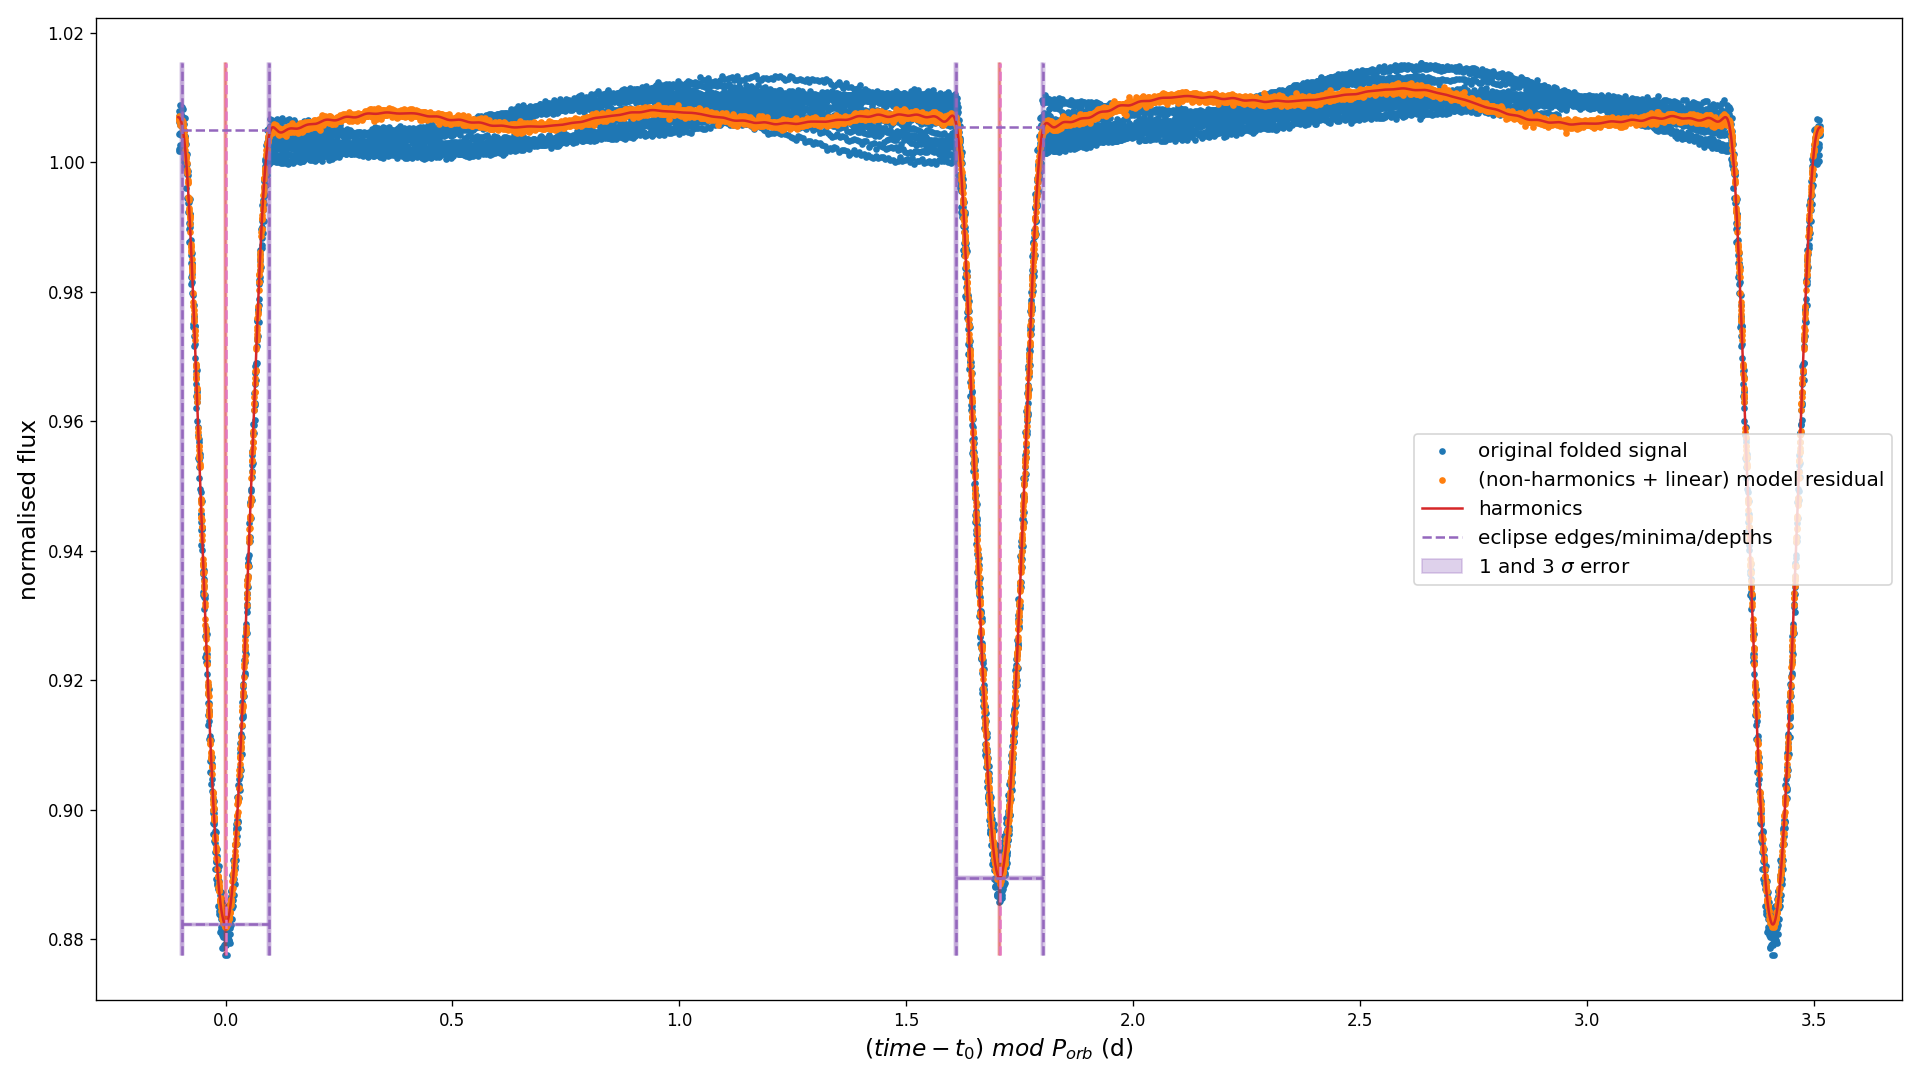 1.02
1.00
0.98
0.96
0.94
0.92
0.90
0.88
normalised flux
original folded signal
(non-harmonics + linear) model residual
harmonics
eclipse edges/minima/depths
1 and 3 σ error
0.0 0.5 1.0 1.5 2.0 2.5 3.0 3.5
(time − t₀) mod Pₒᵣᵦ (d)